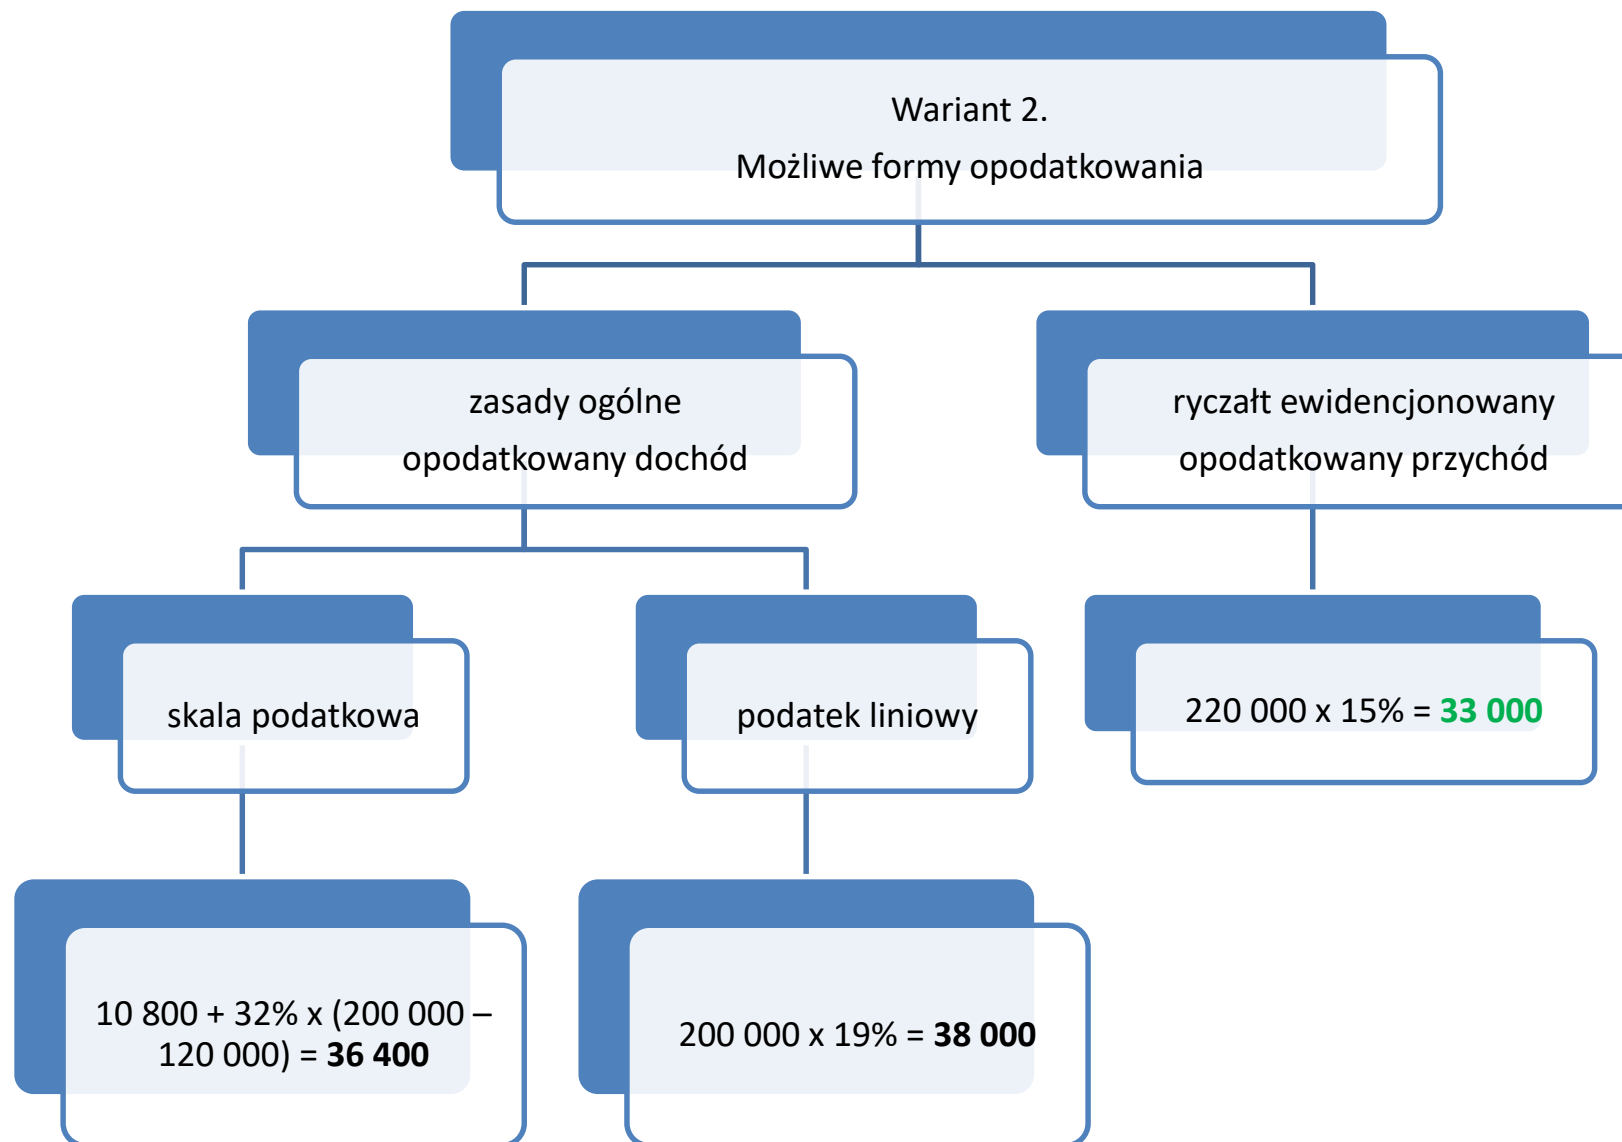 Wariant 2.
Możliwe formy opodatkowania
zasady ogólne
opodatkowany dochód
ryczałt ewidencjonowany
opodatkowany przychód
skala podatkowa
podatek liniowy
220 000 x 15% = 33 000
10 800 + 32% x (200 000 –
120 000) = 36 400
200 000 x 19% = 38 000